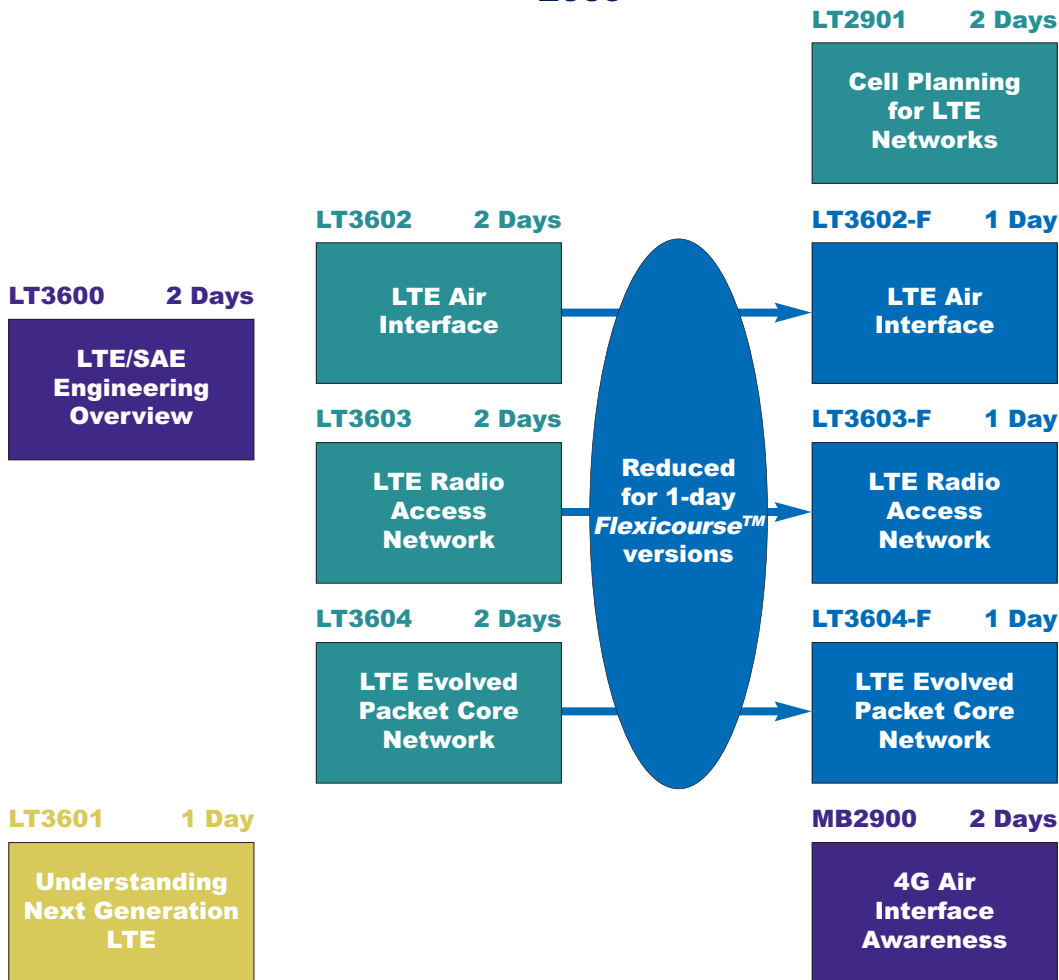 LT2901 2 Days
Cell Planning
for LTE
Networks
LT3602 2 Days
LTE Air
Interface
LT3602-F 1 Day
LTE Air
Interface
LT3600 2 Days
LTE/SAE
Engineering
Overview
LT3603 2 Days
LTE Radio
Access
Network
Reduced
for 1-day
Flexicourse™
versions
LT3603-F 1 Day
LTE Radio
Access
Network
LT3604 2 Days
LTE Evolved
Packet Core
Network
LT3604-F 1 Day
LTE Evolved
Packet Core
Network
LT3601 1 Day
Understanding
Next Generation
LTE
MB2900 2 Days
4G Air
Interface
Awareness